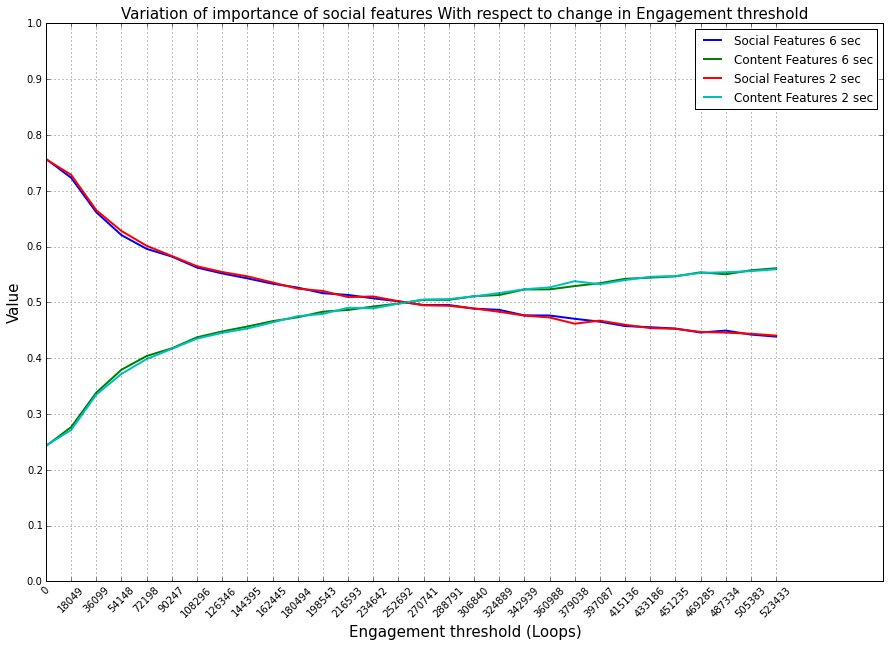 Variation of importance of social features With respect to change in Engagement threshold
Social Features 6 sec
Content Features 6 sec
Social Features 2 sec
Content Features 2 sec
Value
1.0
0.9
0.8
0.7
0.6
0.5
0.4
0.3
0.2
0.1
0.0
0 18049 36099 54148 72198 90247 108296 126346 144395 162445 180494 198543 216593 234642 252692 270741 288791 306840 324889 342939 360988 379038 397087 415136 433186 451235 469285 487334 505383 523433
Engagement threshold (Loops)